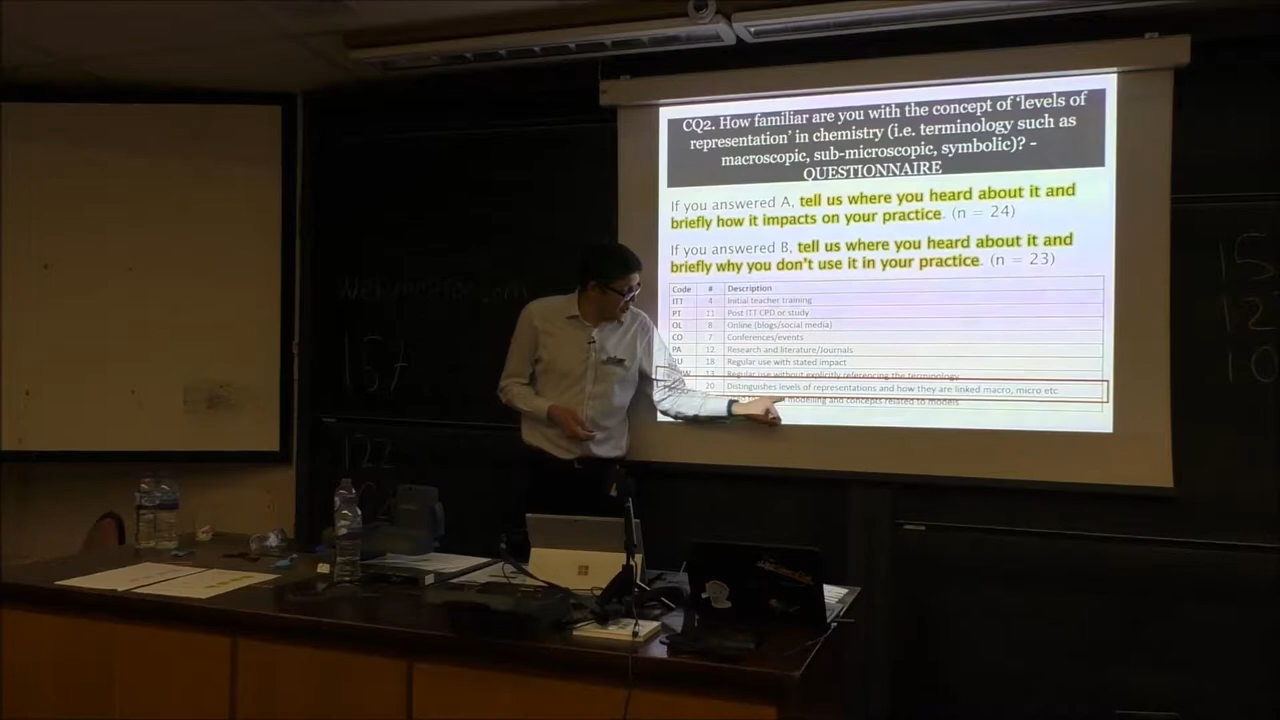 CQ2. How familiar are you with the concept of ‘levels of
representation’ in chemistry (i.e. terminology such as
macroscopic, sub-microscopic, symbolic)? -
QUESTIONNAIRE
If you answered A, tell us where you heard about it and
briefly how it impacts on your practice. (n = 24)
If you answered B, tell us where you heard about it and
briefly why you don’t use it in your practice. (n = 23)
Code # Description
ITT 4 Initial teacher training
PT 11 Post ITT CPD or study
OL 8 Online (blogs/social media)
CO 7 Conferences/events
PA 12 Research and literature/Journals
RU 18 Regular use with stated impact
13 Regular use without explicitly referencing the terminology
20 Distinguishes levels of representations and how they are linked macro, micro etc
modelling and concepts related to models
15
12
10
157
122